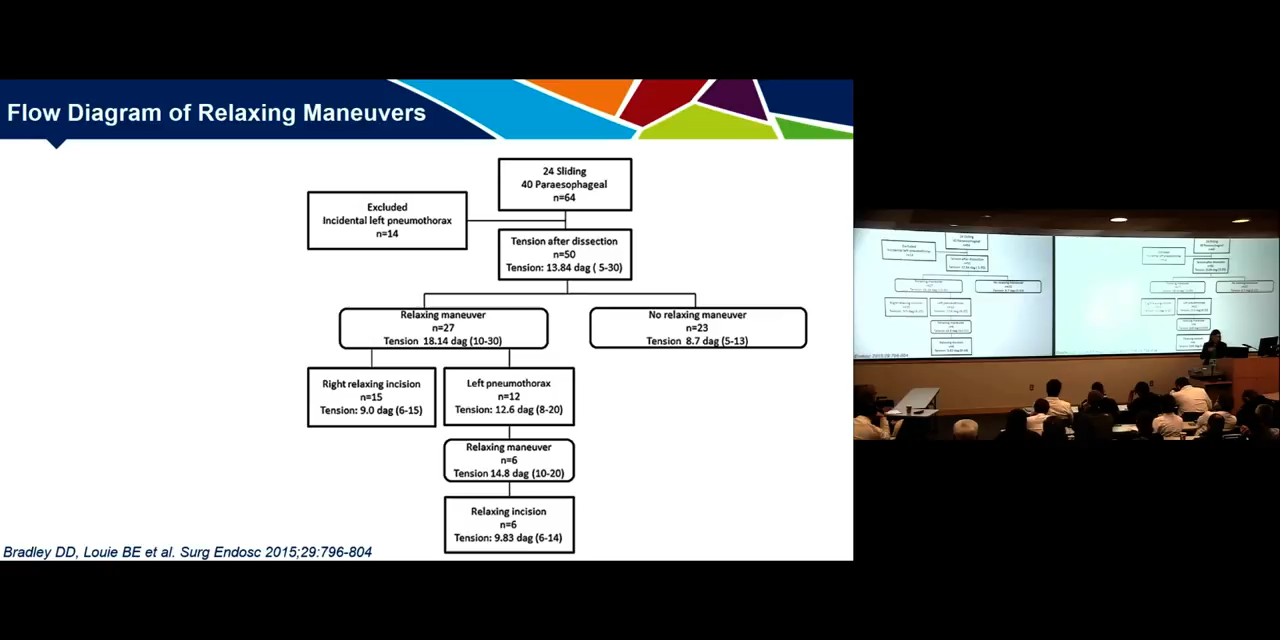 Flow Diagram of Relaxing Maneuvers
24 Sliding
40 Paraesophageal
n=64
Excluded
Incidental left pneumothorax
n=14
Tension after dissection
n=50
Tension: 13.84 dag ( 5-30)
Relaxing maneuver
n=27
Tension 18.14 dag (10-30)
No relaxing maneuver
n=23
Tension 8.7 dag (5-13)
Right relaxing incision
n=15
Tension: 9.0 dag (6-15)
Left pneumothorax
n=12
Tension: 12.6 dag (8-20)
Relaxing maneuver
n=6
Tension 14.8 dag (10-20)
Relaxing incision
n=6
Tension: 9.83 dag (6-14)
Bradley DD, Louie BE et al. Surg Endosc 2015;29:796-804